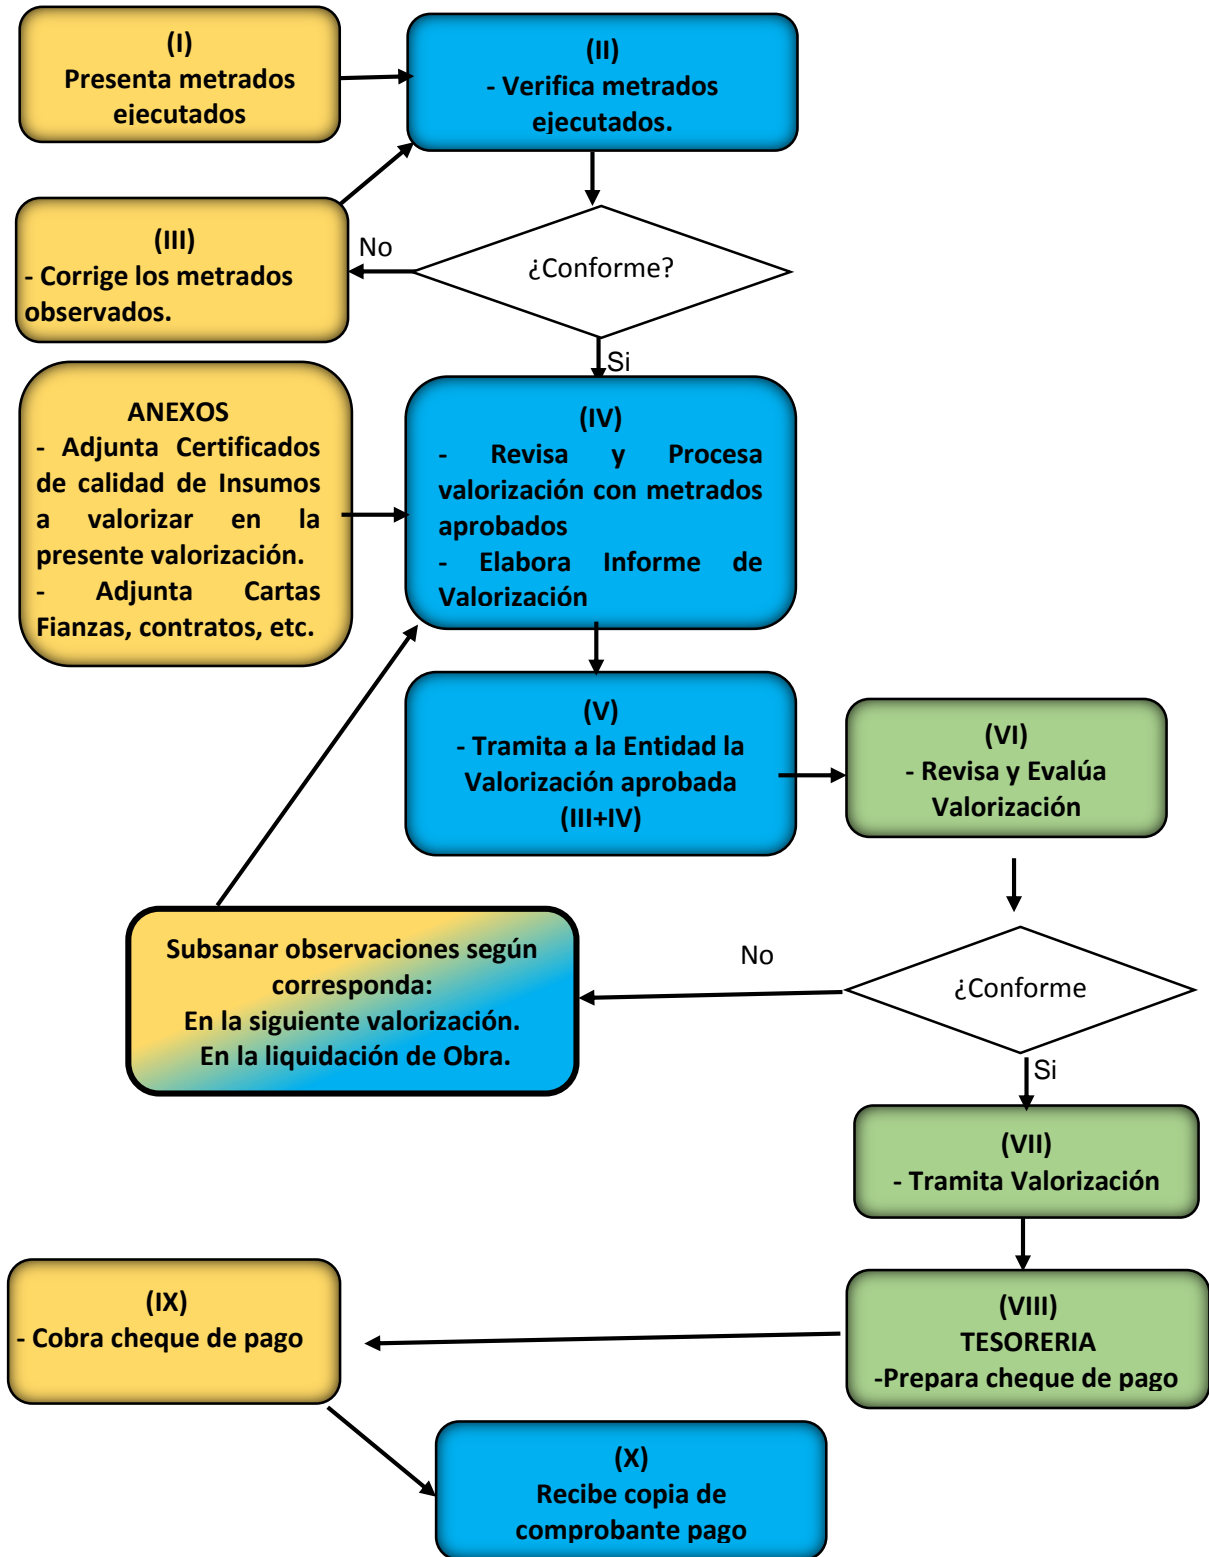 (I)
Presenta metrados
ejecutados
(II)
- Verifica metrados
ejecutados.
(III)
- Corrige los metrados
observados.
No
¿Conforme?
Si
ANEXOS
- Adjunta Certificados
de calidad de Insumos
a valorizar en la
presente valorización.
- Adjunta Cartas
Fianzas, contratos, etc.
(IV)
- Revisa y Procesa
valorización con metrados
aprobados
- Elabora Informe de
Valorización
(V)
- Tramita a la Entidad la
Valorización aprobada
(III+IV)
(VI)
- Revisa y Evalúa
Valorización
Subsanar observaciones según
corresponda:
En la siguiente valorización.
En la liquidación de Obra.
No
¿Conforme
Si
(VII)
- Tramita Valorización
(VIII)
TESORERIA
-Prepara cheque de pago
(IX)
- Cobra cheque de pago
(X)
Recibe copia de
comprobante pago